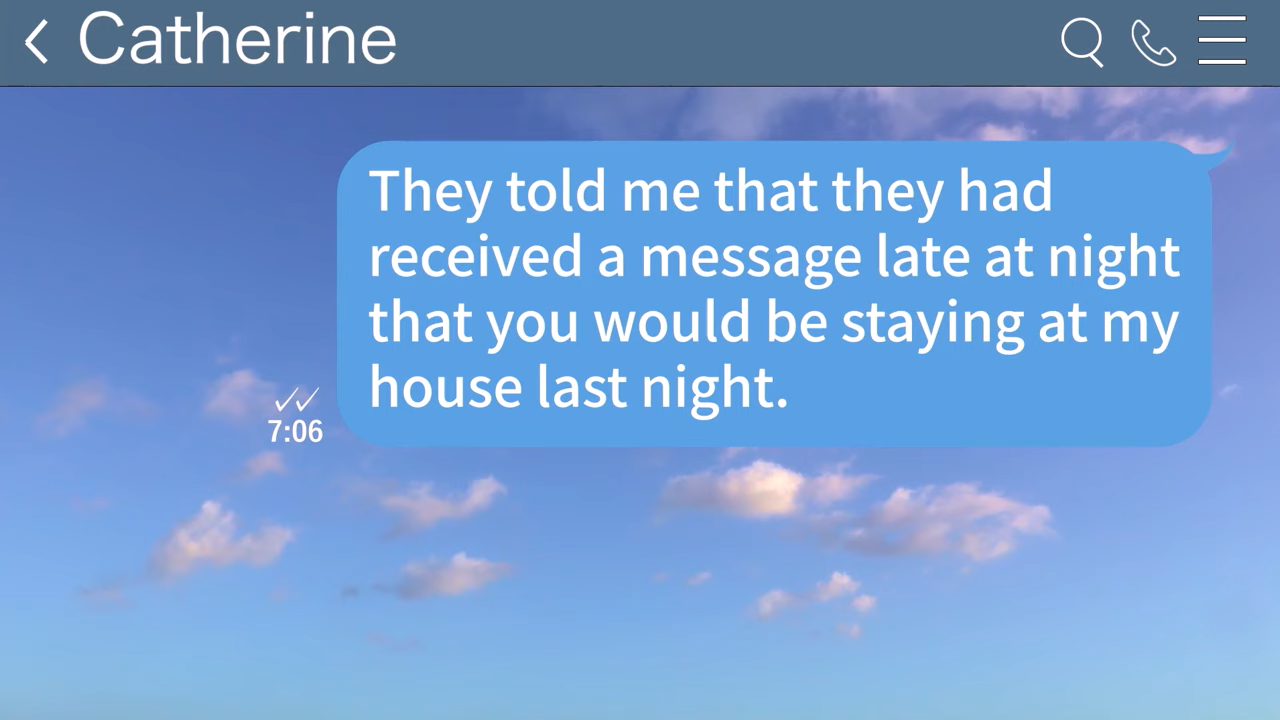 Catherine
They told me that they had
received a message late at night
that you would be staying at my
house last night.
7:06